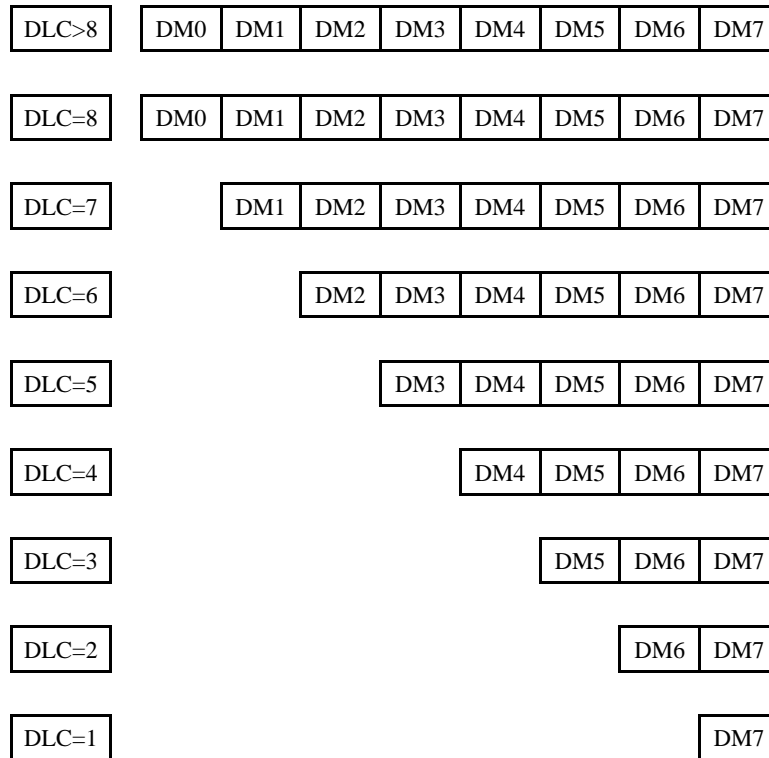 DLC>8 DM0 DM1 DM2 DM3 DM4 DM5 DM6 DM7
DLC=8 DM0 DM1 DM2 DM3 DM4 DM5 DM6 DM7
DLC=7 DM1 DM2 DM3 DM4 DM5 DM6 DM7
DLC=6 DM2 DM3 DM4 DM5 DM6 DM7
DLC=5 DM3 DM4 DM5 DM6 DM7
DLC=4 DM4 DM5 DM6 DM7
DLC=3 DM5 DM6 DM7
DLC=2 DM6 DM7
DLC=1 DM7